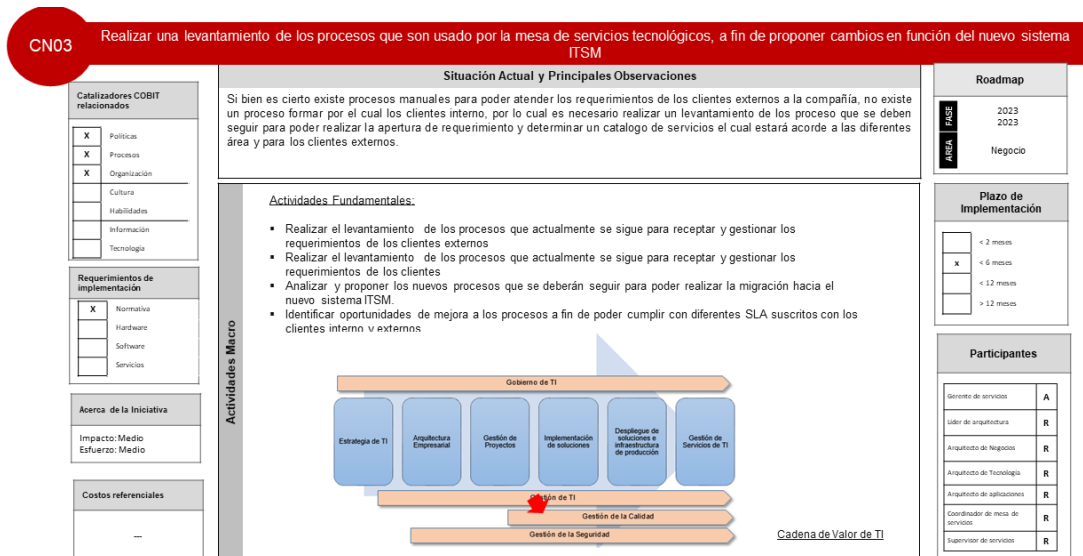 CN03
Realizar una levantamiento de los procesos que son usado por la mesa de servicios tecnológicos, a fin de proponer cambios en función del nuevo sistema
ITSM
Catalizadores COBIT
relacionados
X Políticas
X Procesos
X Organización
Cultura
Habilidades
Información
Tecnología
Requerimientos de
implementación
X Normativa
Hardware
Software
Servicios
Acerca de la Iniciativa
Impacto: Medio
Esfuerzo: Medio
Costos referenciales
---
Situación Actual y Principales Observaciones
Si bien es cierto existe procesos manuales para poder atender los requerimientos de los clientes externos a la compañía, no existe
un proceso formar por el cual los clientes interno, por lo cual es necesario realizar un levantamiento de los proceso que se deben
seguir para poder realizar la apertura de requerimiento y determinar un catalogo de servicios el cual estará acorde a las diferentes
área y para los clientes externos.
Actividades Macro
Actividades Fundamentales:
▪ Realizar el levantamiento de los procesos que actualmente se sigue para receptar y gestionar los
requerimientos de los clientes externos
▪ Realizar el levantamiento de los procesos que actualmente se sigue para receptar y gestionar los
requerimientos de los clientes
▪ Analizar y proponer los nuevos procesos que se deberán seguir para poder realizar la migración hacia el
nuevo sistema ITSM.
▪ Identificar oportunidades de mejora a los procesos a fin de poder cumplir con diferentes SLA suscritos con los
clientes interno y externos
Gobierno de TI
Estrategia de TI
Arquitectura
Empresarial
Gestión de
Proyectos
Implementación
de soluciones
Despliegue de
soluciones e
infraestructura
de producción
Gestión de
Servicios de TI
Gestión de TI
Gestión de la Calidad
Gestión de la Seguridad
Cadena de Valor de TI
Roadmap
FASE
2023
2023
AREA
Negocio
Plazo de
Implementación
< 2 meses
x < 6 meses
< 12 meses
> 12 meses
Participantes
Gerente de servicios A
Líder de arquitectura R
Arquitecto de Negocios R
Arquitecto de Tecnología R
Arquitecto de aplicaciones R
Coordinador de mesa de
servicios R
Supervisor de servicios R